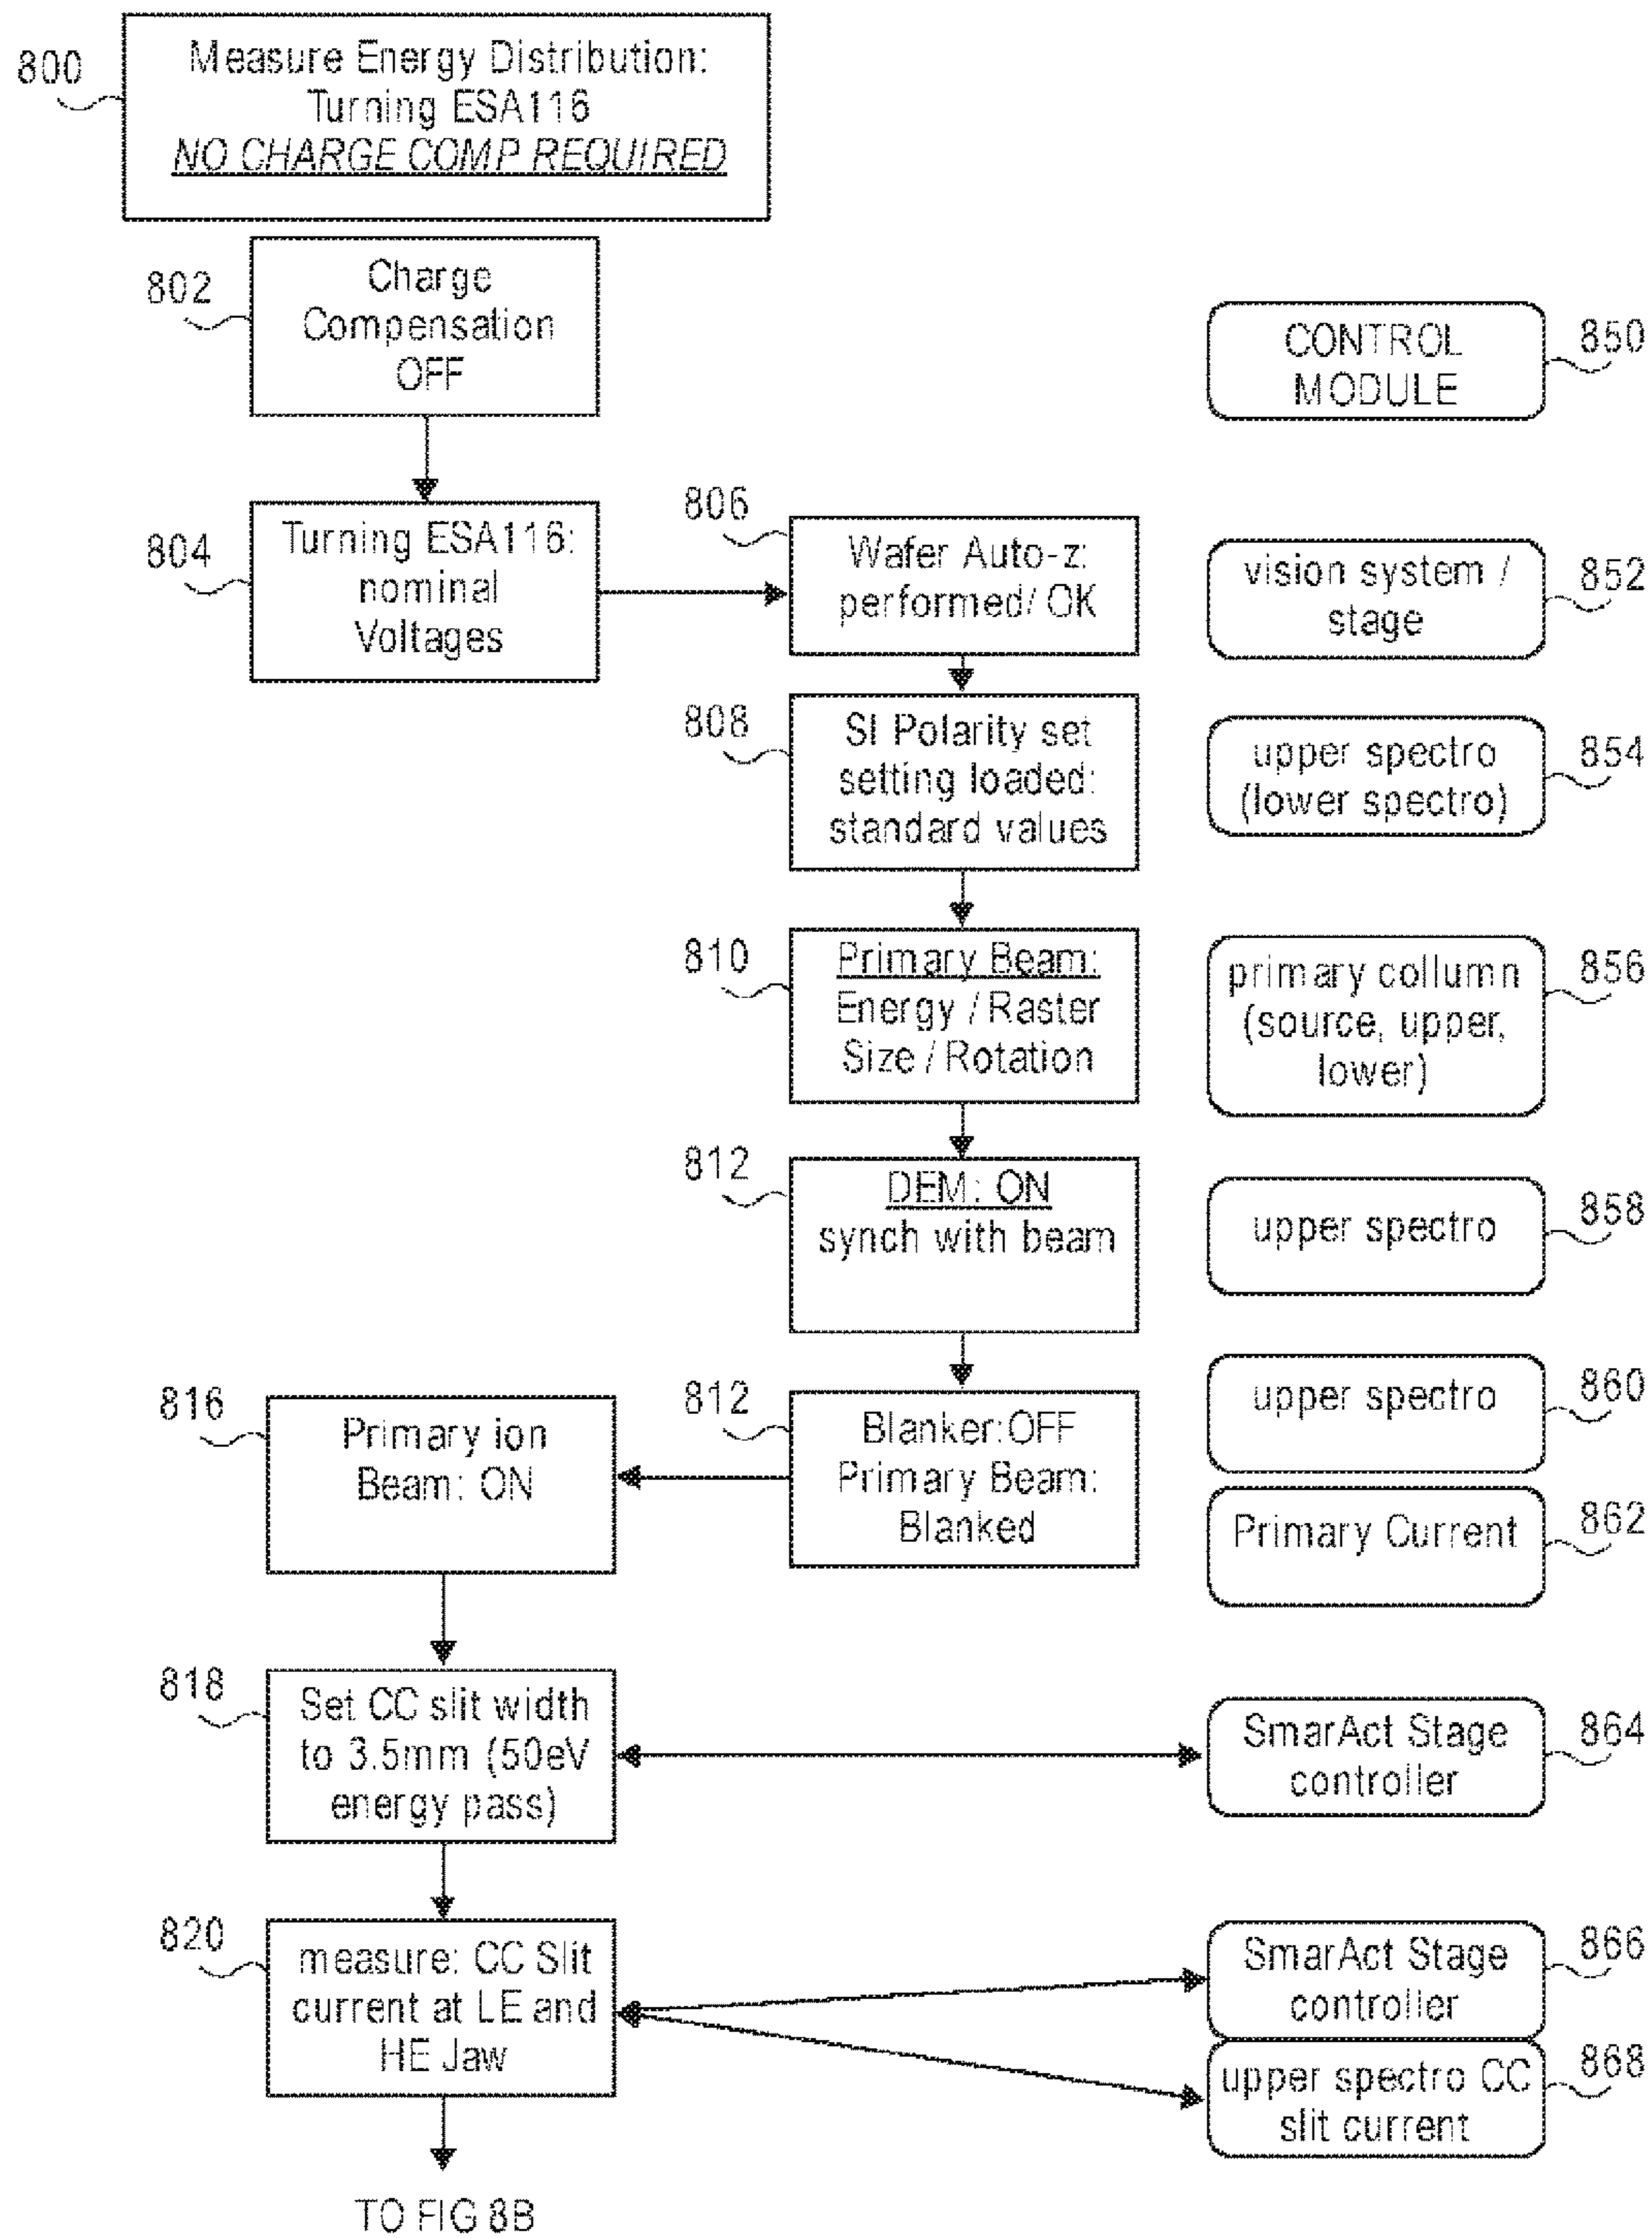 800
Measure Energy Distribution:
Turning ESA116
NO CHARGE COMP REQUIRED
802
Charge
Compensation
OFF
CONTROL
MODULE
850
804
Turning ESA116:
nominal
Voltages
806
Wafer Auto-z:
performed/ OK
vision system /
stage
852
808
SI Polarity set
setting loaded:
standard values
upper spectro
(lower spectro)
854
810
Primary Beam:
Energy / Raster
Size / Rotation
primary collumn
(source, upper,
lower)
856
812
DEM: ON
synch with beam
upper spectro
858
816
Primary ion
Beam: ON
812
Blanker:OFF
Primary Beam:
Blanked
upper spectro
860
Primary Current
862
818
Set CC slit width
to 3.5mm (50eV
energy pass)
SmarAct Stage
controller
864
820
measure: CC Slit
current at LE and
HE Jaw
SmarAct Stage
controller
866
upper spectro CC
slit current
868
TO FIG 8B